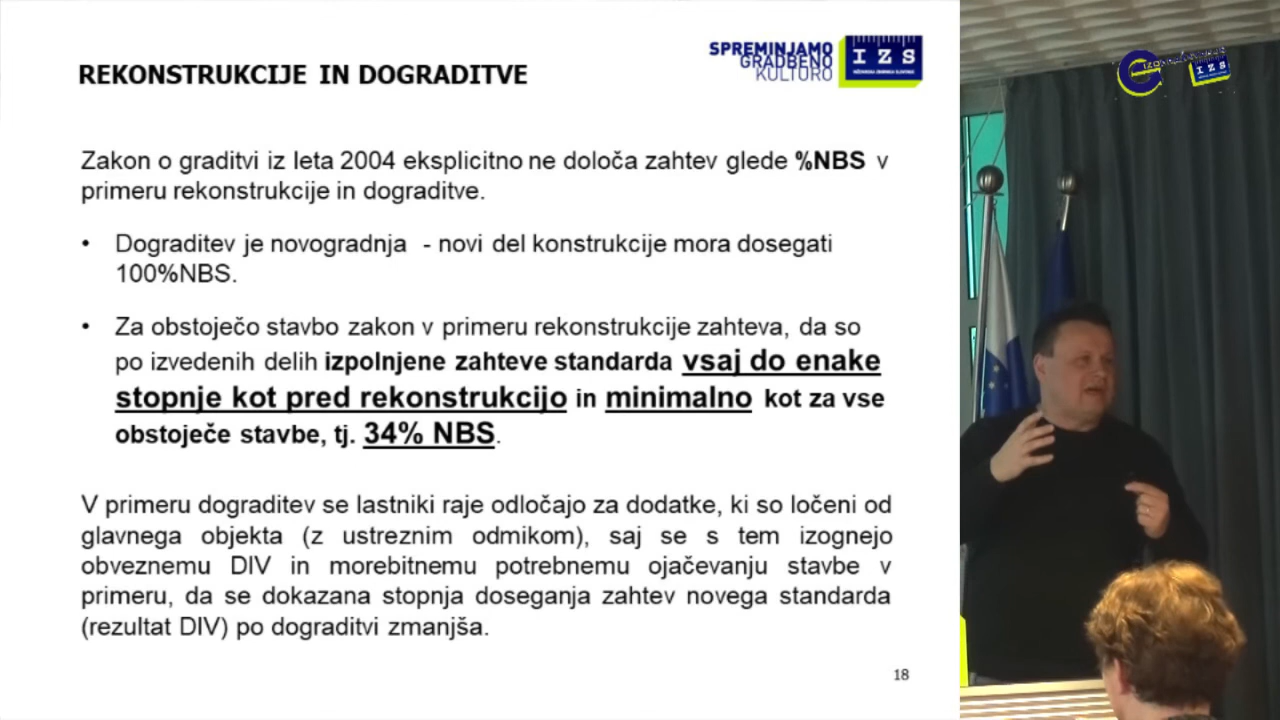 REKONSTRUKCIJE IN DOGRADITVE
SPREMINJAMO
GRADBENO
KULTURO
IZS
Zakon o graditvi iz leta 2004 eksplicitno ne določa zahtev glede %NBS v
primeru rekonstrukcije in dograditve.
• Dograditev je novogradnja - novi del konstrukcije mora dosegati
100%NBS.
• Za obstoječo stavbo zakon v primeru rekonstrukcije zahteva, da so
po izvedenih delih izpolnjene zahteve standarda vsaj do enake
stopnje kot pred rekonstrukcijo in minimalno kot za vse
obstoječe stavbe, tj. 34% NBS.
V primeru dograditev se lastniki raje odločajo za dodatke, ki so ločeni od
glavnega objekta (z ustreznim odmikom), saj se s tem izognejo
obveznemu DIV in morebitnemu potrebnemu ojačevanju stavbe v
primeru, da se dokazana stopnja doseganja zahtev novega standarda
(rezultat DIV) po dograditvi zmanjša.
18
IZS